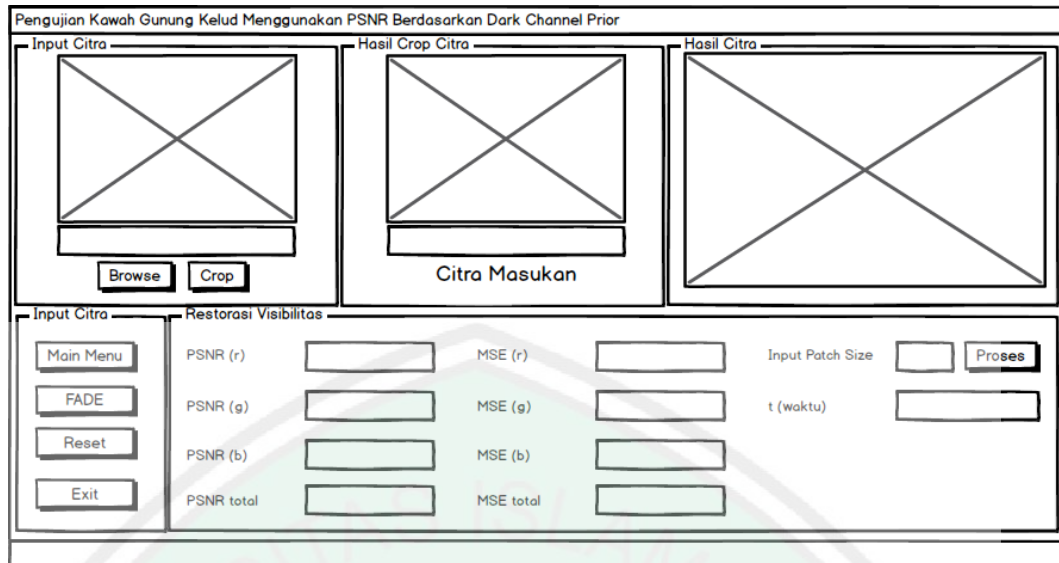 Pengujian Kawah Gunung Kelud Menggunakan PSNR Berdasarkan Dark Channel Prior
Input Citra
Hasil Crop Citra
Hasil Citra
Browse
Crop
Citra Masukan
Input Citra
Restorasi Visibilitas
Main Menu
FADE
Reset
Exit
PSNR (r)
MSE (r)
Input Patch Size
Proses
PSNR (g)
MSE (g)
t (waktu)
PSNR (b)
MSE (b)
PSNR total
MSE total
ISLAM